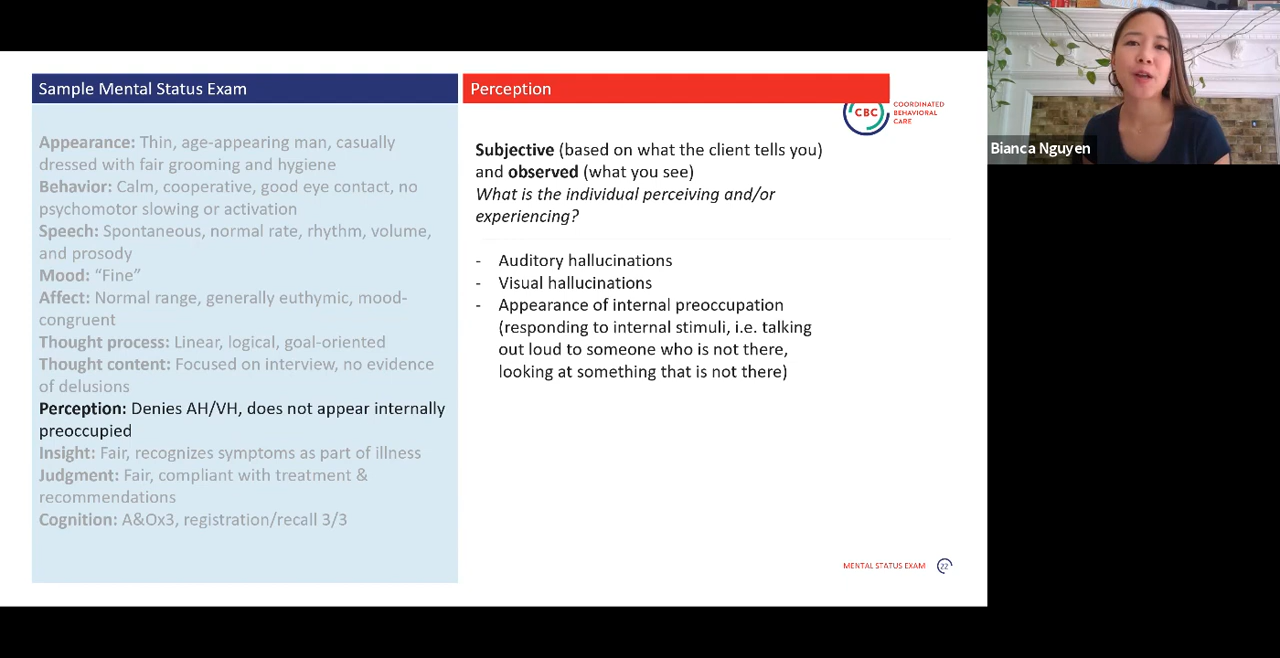 Sample Mental Status Exam
Appearance: Thin, age-appearing man, casually
dressed with fair grooming and hygiene
Behavior: Calm, cooperative, good eye contact, no
psychomotor slowing or activation
Speech: Spontaneous, normal rate, rhythm, volume,
and prosody
Mood: “Fine”
Affect: Normal range, generally euthymic, mood-
congruent
Thought process: Linear, logical, goal-oriented
Thought content: Focused on interview, no evidence
of delusions
Perception: Denies AH/VH, does not appear internally
preoccupied
Insight: Fair, recognizes symptoms as part of illness
Judgment: Fair, compliant with treatment &
recommendations
Cognition: A&Ox3, registration/recall 3/3
Perception
CBC
COORDINATED
BEHAVIORAL
CARE
Subjective (based on what the client tells you)
and observed (what you see)
What is the individual perceiving and/or
experiencing?
- Auditory hallucinations
- Visual hallucinations
- Appearance of internal preoccupation
(responding to internal stimuli, i.e. talking
out loud to someone who is not there,
looking at something that is not there)
MENTAL STATUS EXAM 22
Bianca Nguyen